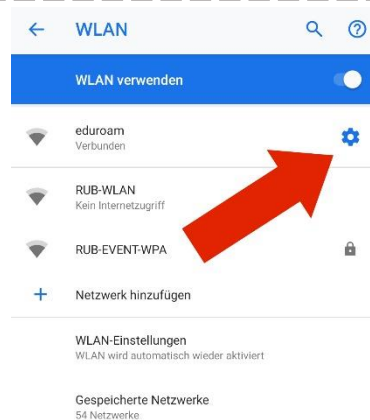 WLAN
WLAN verwenden
eduroam
Verbunden
RUB-WLAN
Kein Internetzugriff
RUB-EVENT-WPA
Netzwerk hinzufügen
WLAN-Einstellungen
WLAN wird automatisch wieder aktiviert
Gespeicherte Netzwerke
54 Netzwerke